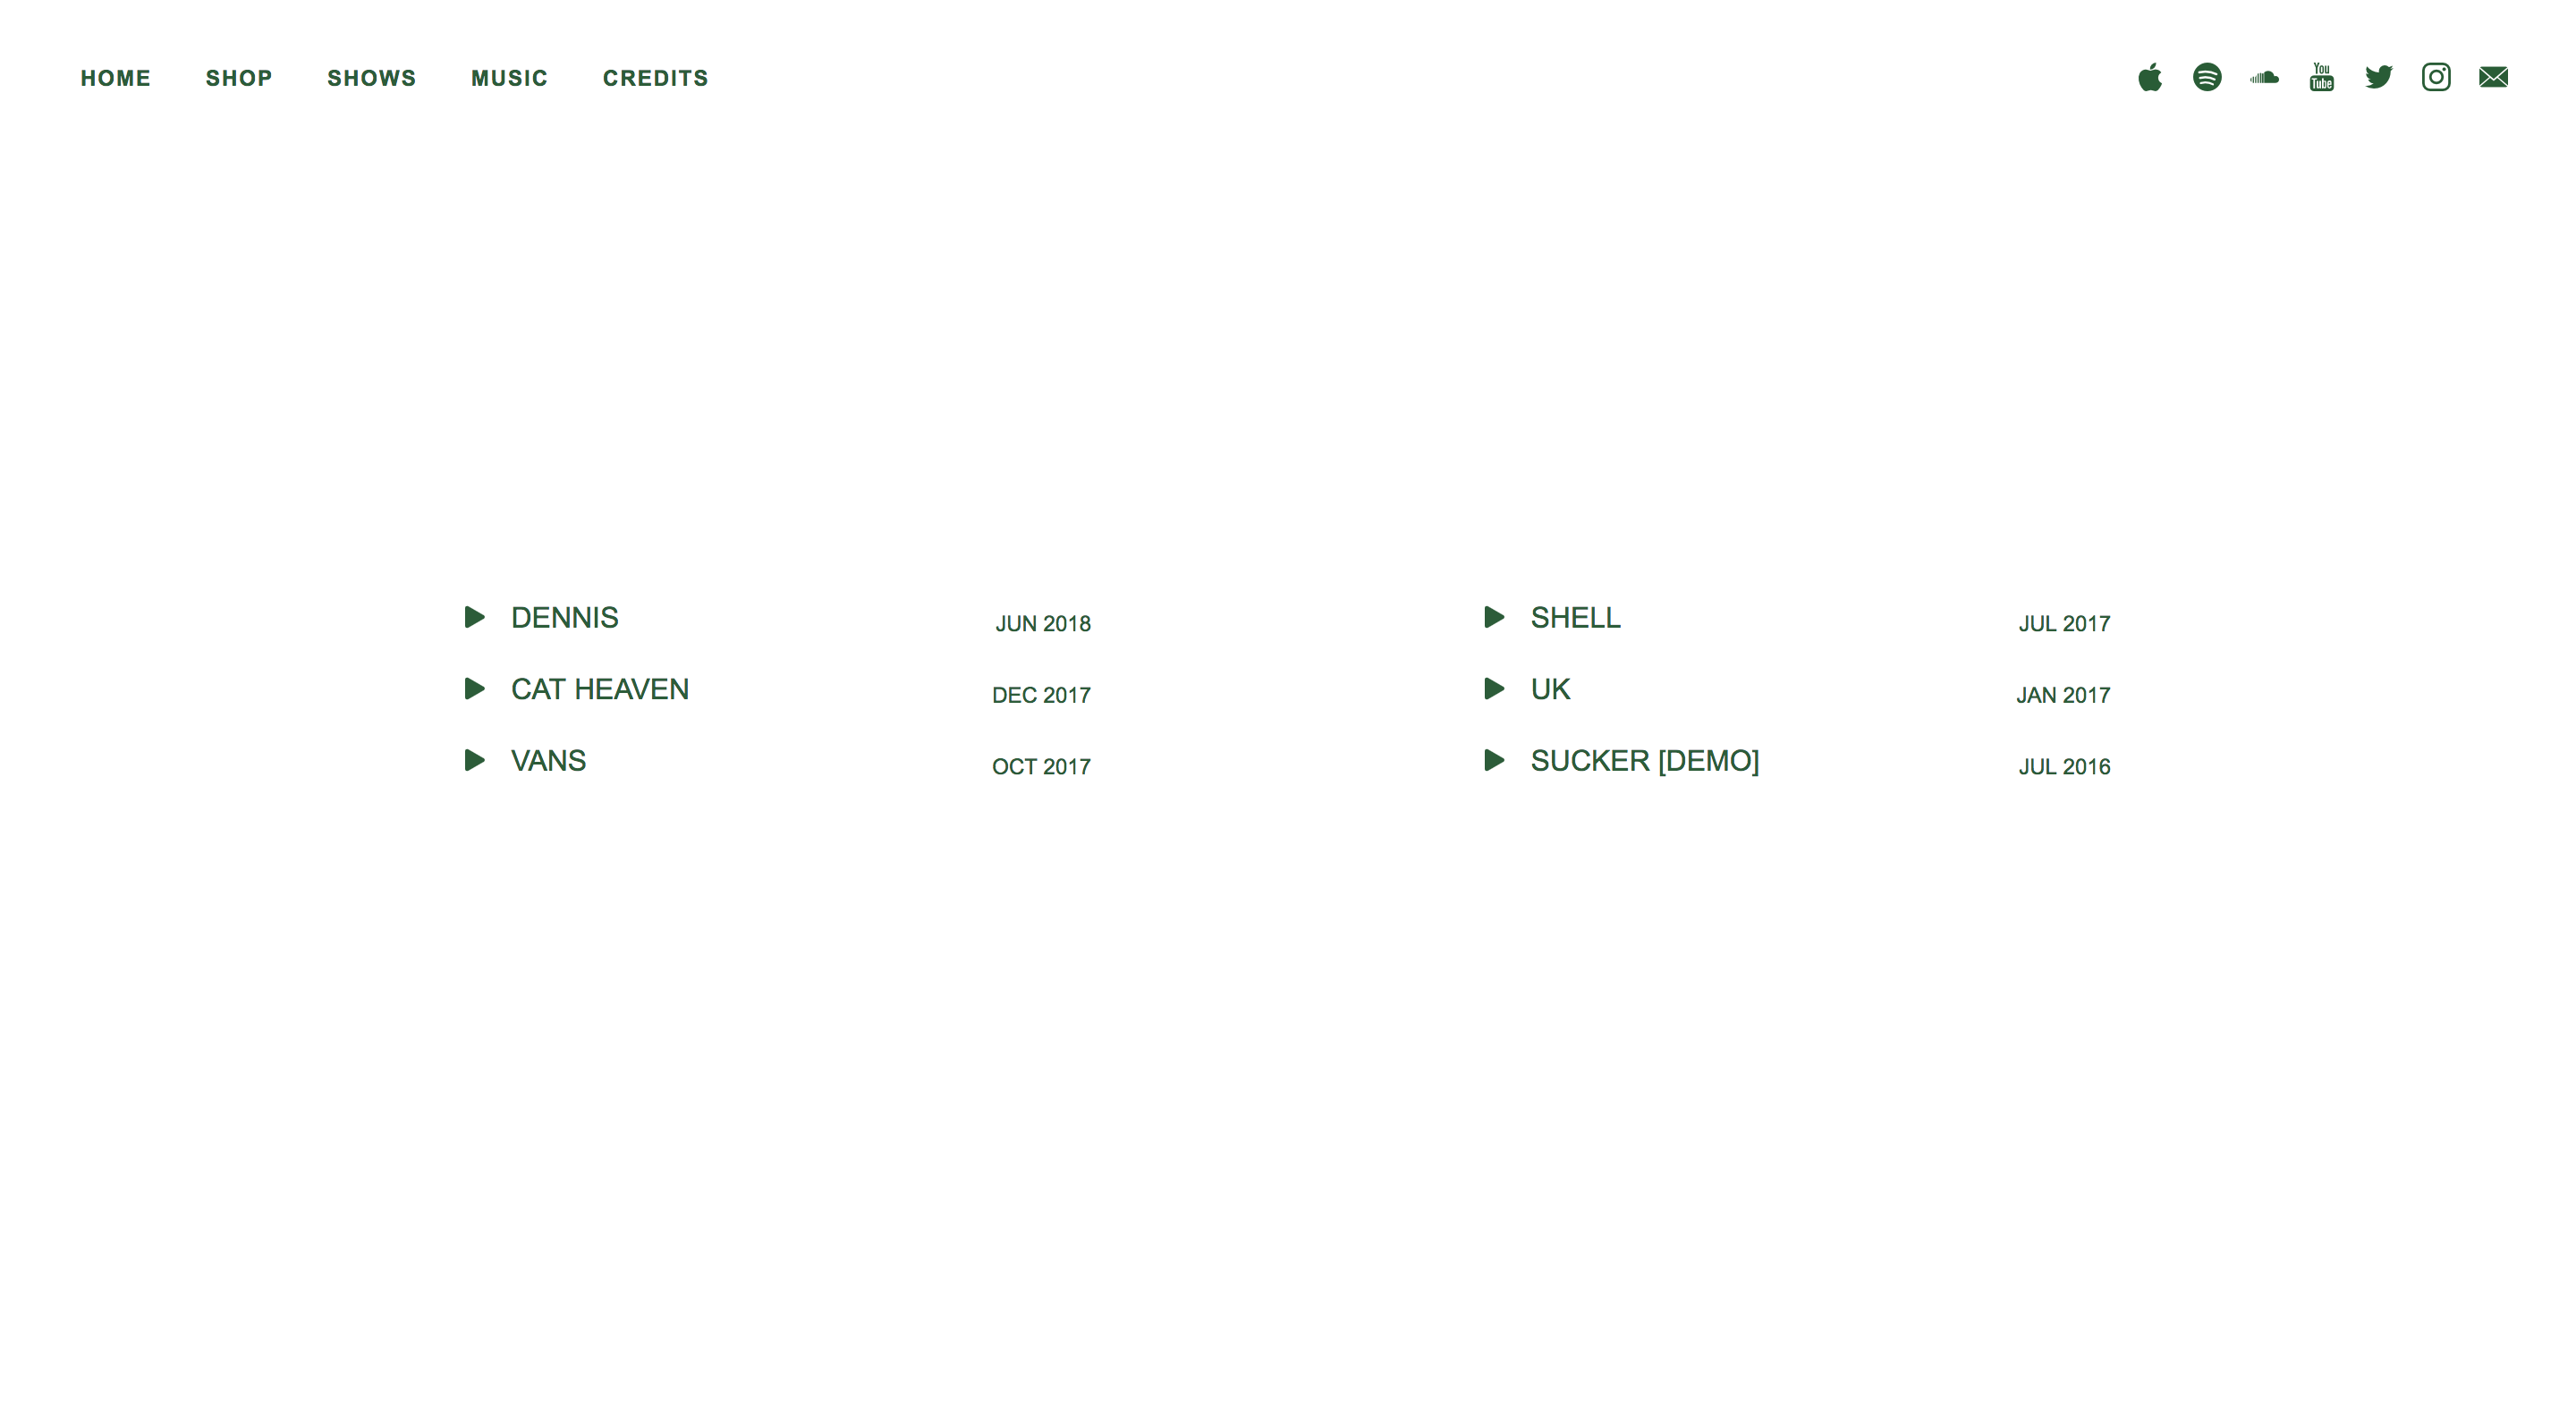 HOME SHOP SHOWS MUSIC CREDITS
You
Tube
DENNIS JUN 2018
CAT HEAVEN DEC 2017
VANS OCT 2017
SHELL JUL 2017
UK JAN 2017
SUCKER [DEMO] JUL 2016